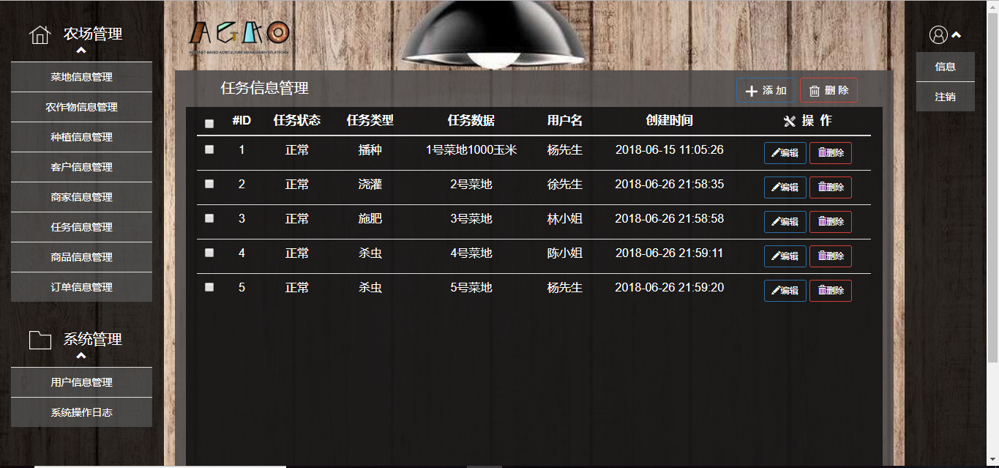 农场管理
菜地信息管理
农作物信息管理
种植信息管理
客户信息管理
商家信息管理
任务信息管理
商品信息管理
订单信息管理
系统管理
用户信息管理
系统操作日志
AGAO
INTERNET-BASED AGRICULTURE MANAGEMENT PLATFORM
任务信息管理
添 加 删 除
#ID 任务状态 任务类型 任务数据 用户名 创建时间 操 作
1 正常 播种 1号菜地1000玉米 杨先生 2018-06-15 11:05:26 编辑 删除
2 正常 浇灌 2号菜地 徐先生 2018-06-26 21:58:35 编辑 删除
3 正常 施肥 3号菜地 林小姐 2018-06-26 21:58:58 编辑 删除
4 正常 杀虫 4号菜地 陈小姐 2018-06-26 21:59:11 编辑 删除
5 正常 杀虫 5号菜地 杨先生 2018-06-26 21:59:20 编辑 删除
信息
注销